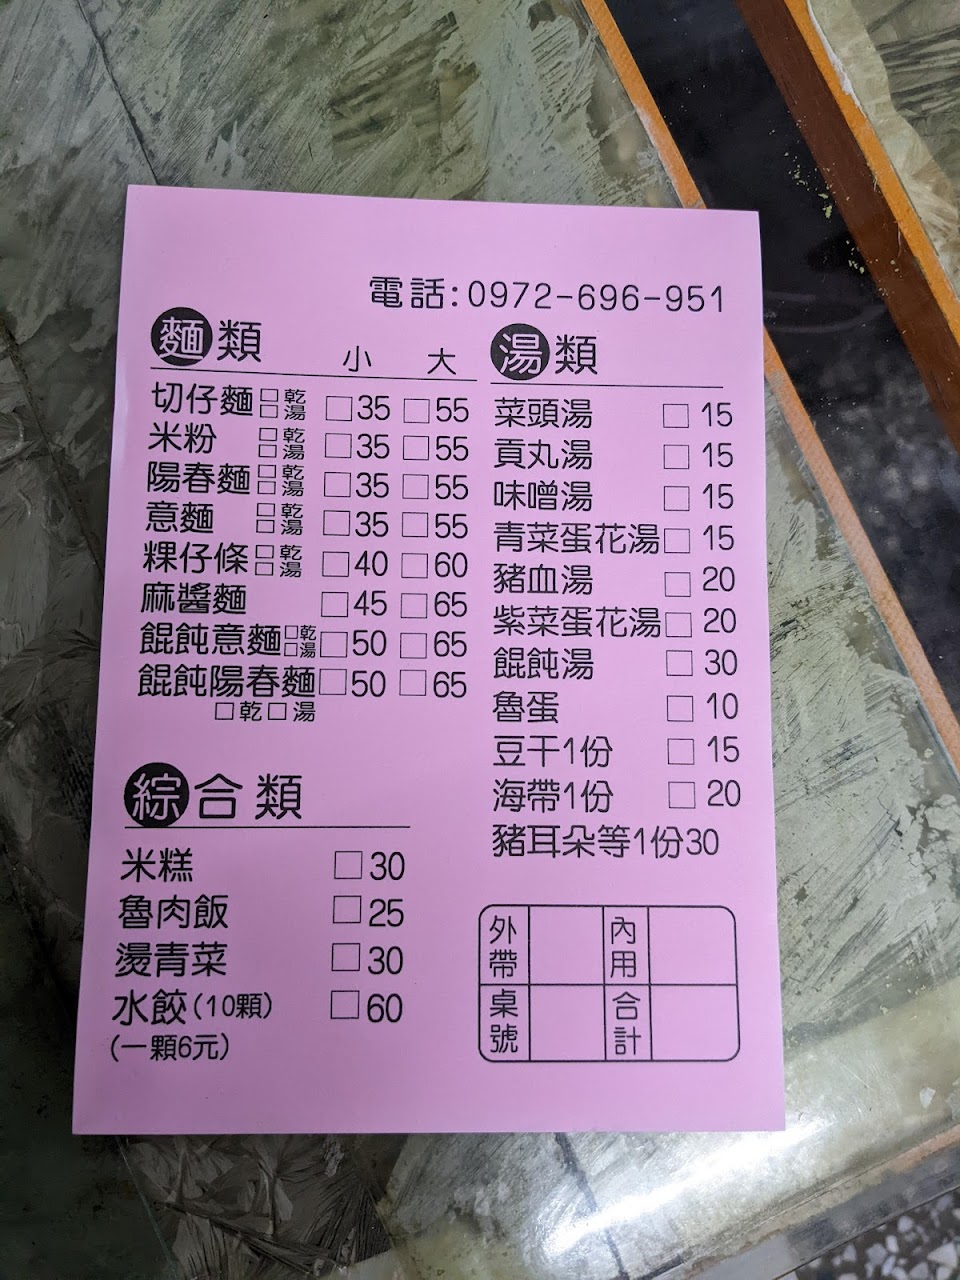 電話:0972-696-951
麵類 小 大
切仔麵 □乾 □湯 □35 □55
米粉 □乾 □湯 □35 □55
陽春麵 □乾 □湯 □35 □55
意麵 □乾 □湯 □35 □55
粿仔條 □乾 □湯 □40 □60
麻醬麵 □45 □65
餛飩意麵 □乾 □湯 □50 □65
餛飩陽春麵 □50 □65
□乾□湯
綜合類
米糕 □30
魯肉飯 □25
燙青菜 □30
水餃(10顆) □60
(一顆6元)
湯類
菜頭湯 □ 15
貢丸湯 □ 15
味噌湯 □ 15
青菜蛋花湯 □ 15
豬血湯 □ 20
紫菜蛋花湯 □ 20
餛飩湯 □ 30
魯蛋 □ 10
豆干1份 □ 15
海帶1份 □ 20
豬耳朵等1份30
外帶 內用
桌號 合計